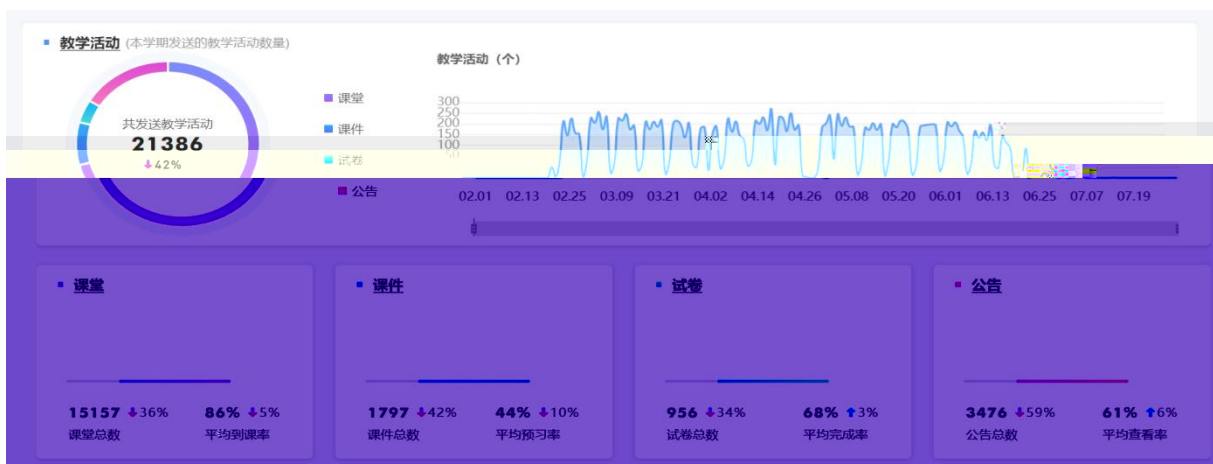 教学活动 (本学期发送的教学活动数量)
共发送教学活动
21386
42%
课堂
课件
试卷
公告
教学活动（个）
300
250
200
150
100
50
02.01 02.13 02.25 03.09 03.21 04.02 04.14 04.26 05.08 05.20 06.01 06.13 06.25 07.07 07.19
课堂
15157 36% 86% 5%
课堂总数 平均到课率
课件
1797 42% 44% 10%
课件总数 平均预习率
试卷
956 34% 68% 3%
试卷总数 平均完成率
公告
3476 59% 61% 6%
公告总数 平均查看率